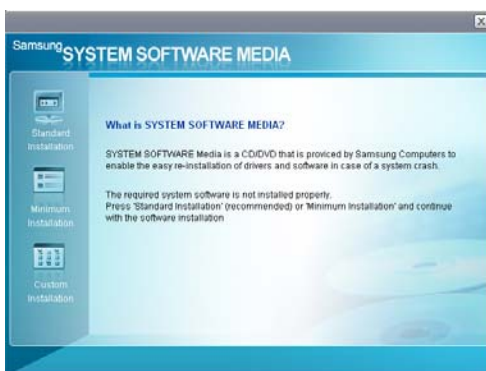 Samsung SYSTEM SOFTWARE MEDIA
Standard
Installation
Minimum
Installation
Custom
Installation
What is SYSTEM SOFTWARE MEDIA?
SYSTEM SOFTWARE Media is a CD/DVD that is proviced by Samsung Computers to
enable the easy re-installation of drivers and software in case of a system crash.
The required system software is not installed properly.
Press 'Standard Installation' (recommended) or 'Minimum Installation' and continue
with the software installation